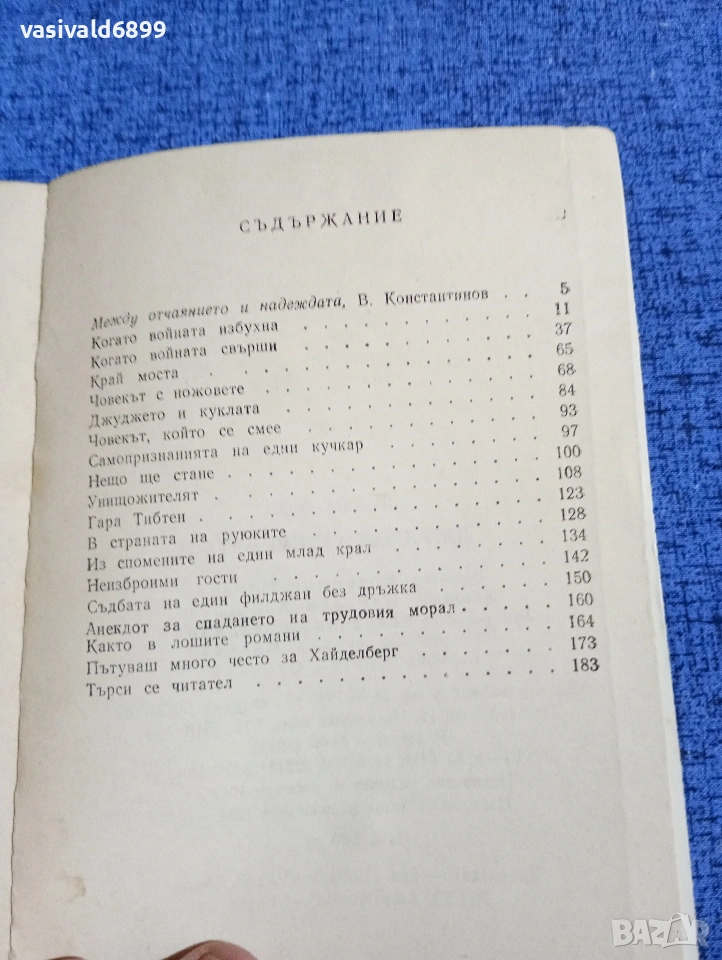 vasivald6899
СЪДЪРЖАНИЕ
Между отчаянието и надеждата, В. Константинов . . 5
Когато войната избухна . . . . . . . . . . 11
Когато войната свърши . . . . . . . . . . 37
Край моста . . . . . . . . . . . . . 65
Човекът с ножовете . . . . . . . . . . . 68
Джуджето и куклата . . . . . . . . . . . 84
Човекът, който се смее . . . . . . . . . . 93
Самопризнанията на един кучкар . . . . . . . 97
Нещо ще стане . . . . . . . . . . . . 100
Унищожителят . . . . . . . . . . . . 108
Гара Тибтен . . . . . . . . . . . . . 123
В страната на руюките . . . . . . . . . . 128
Из спомените на един млад крал . . . . . . . 134
Неизброими гости . . . . . . . . . . . 142
Съдбата на един филджан без дръжка . . . . . . 150
Анекдот за спадането на трудовия морал . . . . . 160
Както в лошите романи . . . . . . . . . . 164
Пътуваш много често за Хайделберг . . . . . . 173
Търси се читател . . . . . . . . . . . . 183
BAZAR